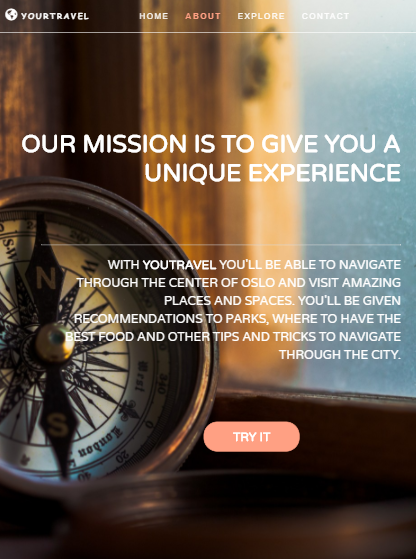 YOURTRAVEL HOME ABOUT EXPLORE CONTACT
OUR MISSION IS TO GIVE YOU A
UNIQUE EXPERIENCE
WITH YOUTRAVEL YOU'LL BE ABLE TO NAVIGATE
THROUGH THE CENTER OF OSLO AND VISIT AMAZING
PLACES AND SPACES. YOU'LL BE GIVEN
RECOMMENDATIONS TO PARKS, WHERE TO HAVE THE
BEST FOOD AND OTHER TIPS AND TRICKS TO NAVIGATE
THROUGH THE CITY.
N
S
West
London
TRY IT